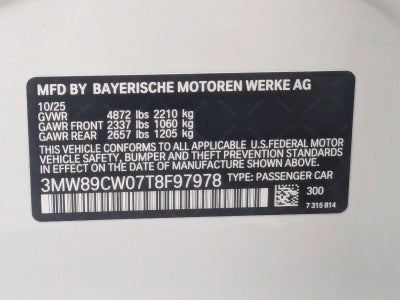 MFD BY BAYERISCHE MOTOREN WERKE AG
10/25
GVWR 4872 lbs 2210 kg
GAWR FRONT 2337 lbs 1060 kg
GAWR REAR 2657 lbs 1205 kg
THIS VEHICLE CONFORMS TO ALL APPLICABLE U.S.FEDERAL MOTOR
VEHICLE SAFETY, BUMPER, AND THEFT PREVENTION STANDARDS
IN EFFECT ON THE DATE OF MANUFACTURE SHOWN ABOVE.
3MW89CW07T8F97978 TYPE: PASSENGER CAR
300
7 315 814